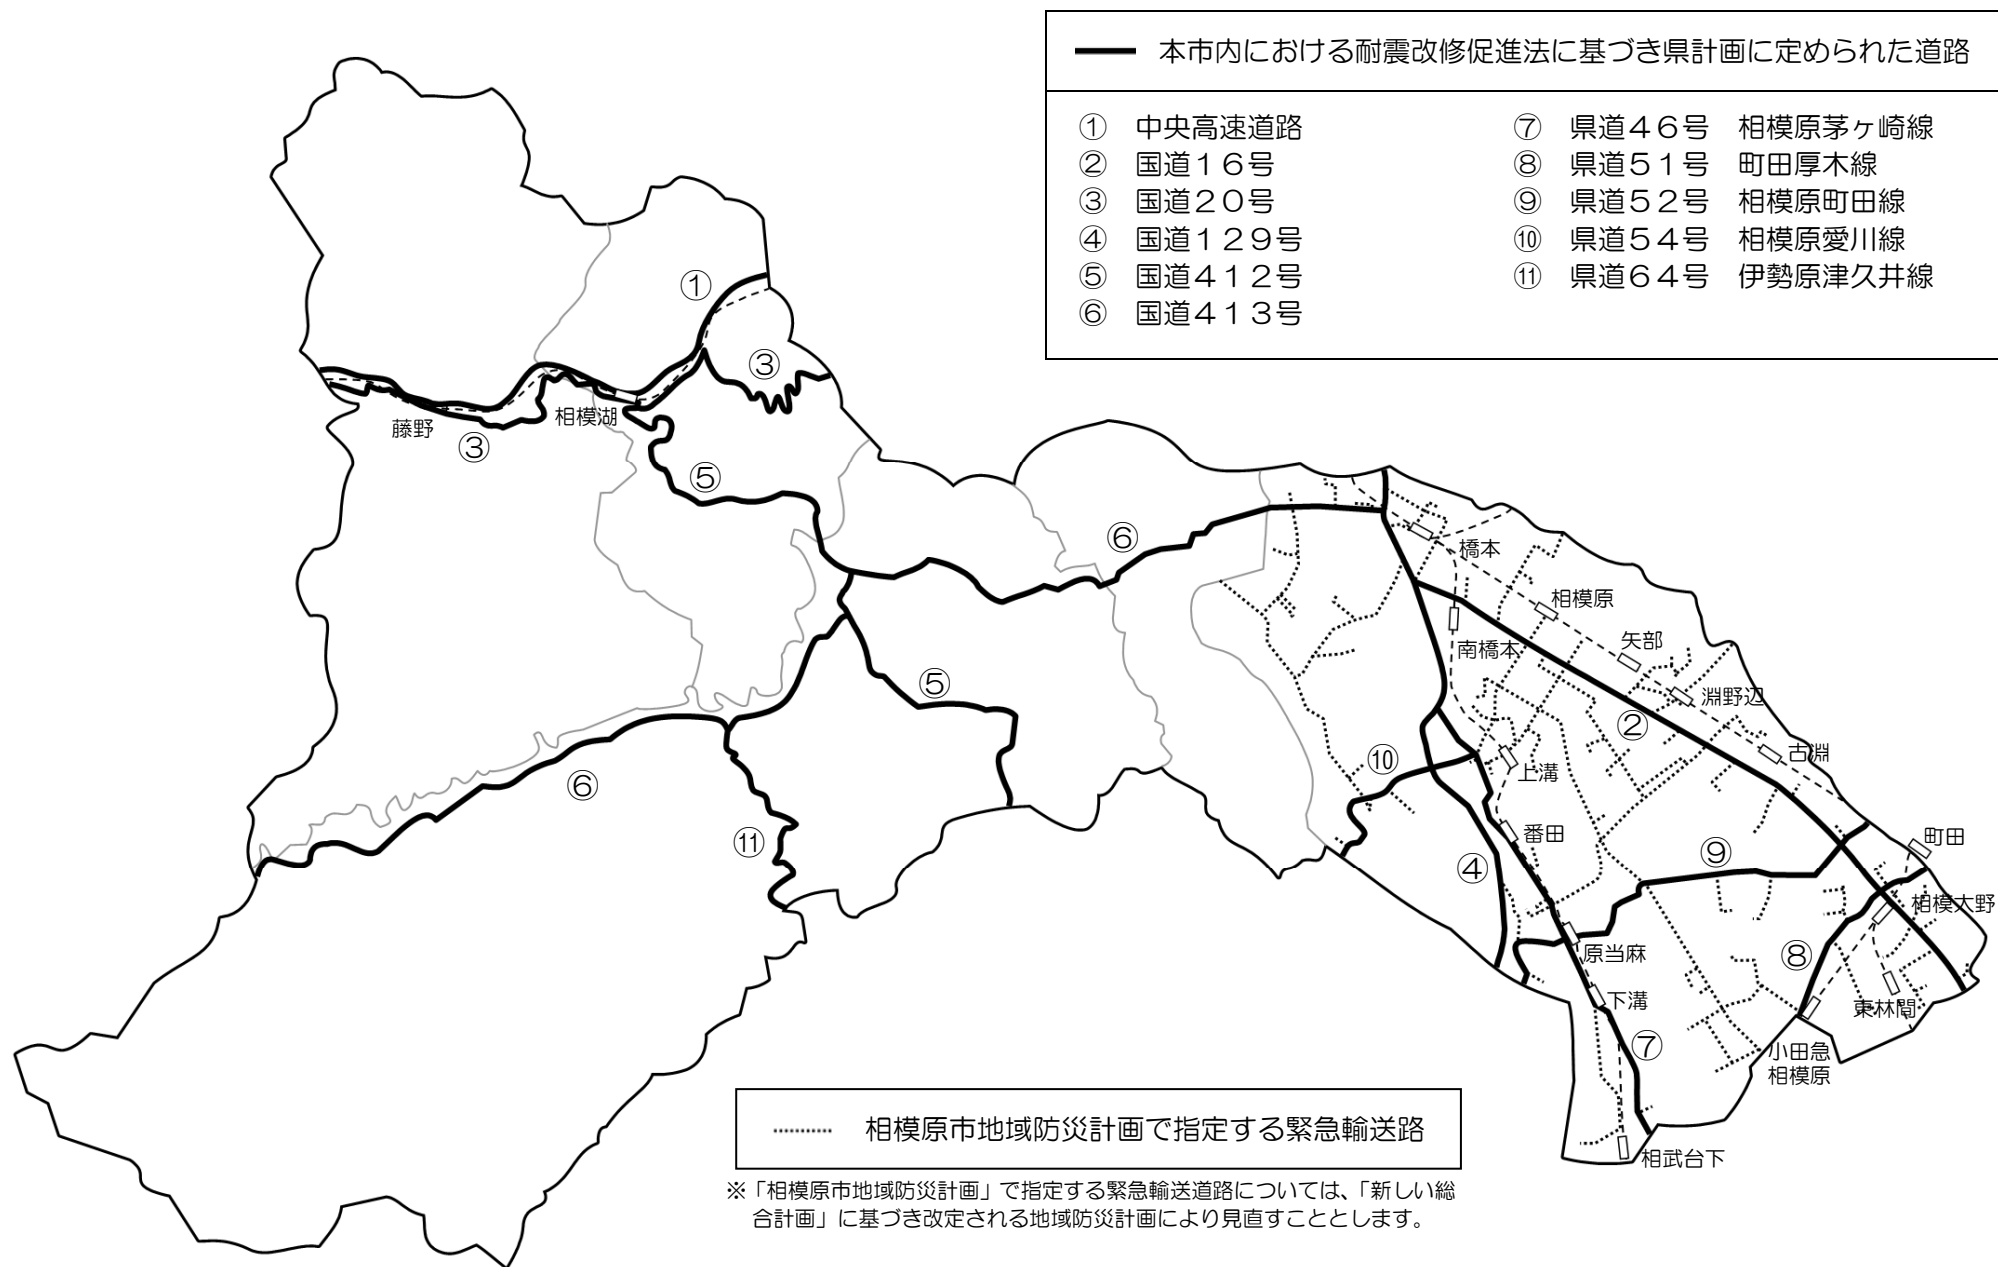 本市内における耐震改修促進法に基づき県計画に定められた道路
① 中央高速道路
② 国道16号
③ 国道20号
④ 国道129号
⑤ 国道412号
⑥ 国道413号
⑦ 県道46号 相模原茅ヶ崎線
⑧ 県道51号 町田厚木線
⑨ 県道52号 相模原町田線
⑩ 県道54号 相模原愛川線
⑪ 県道64号 伊勢原津久井線
①
③
藤野
相模湖
③
⑤
⑥
橋本
相模原
南橋本
矢部
淵野辺
⑤
②
古淵
⑩
上溝
⑥
番田
町田
⑪
⑨
④
相模大野
原当麻
⑧
下溝
東林間
⑦
小田急
相模原
相武台下
相模原市地域防災計画で指定する緊急輸送路
※「相模原市地域防災計画」で指定する緊急輸送道路については、「新しい総
合計画」に基づき改定される地域防災計画により見直すこととします。